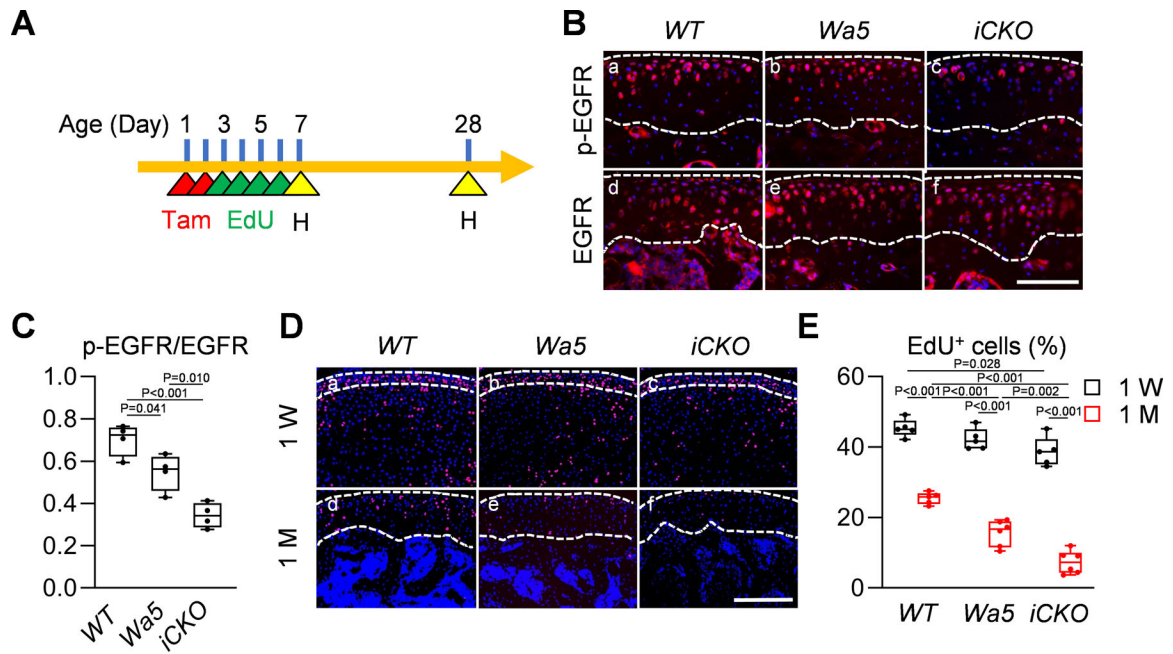 A
Age (Day) 1 3 5 7 28
Tam EdU H H
B
WT Wa5 iCKO
p-EGFR
a b c
EGFR
d e f
C
p-EGFR/EGFR
P=0.010
P<0.001
P=0.041
1.0
0.8
0.6
0.4
0.2
0.0
WT Wa5 iCKO
D
WT Wa5 iCKO
1 W
a b c
1 M
d e f
E
EdU⁺ cells (%)
P=0.028
P<0.001
P<0.001 P<0.001 P=0.002
P<0.001 P<0.001
60
40
20
0
WT Wa5 iCKO
1 W
1 M